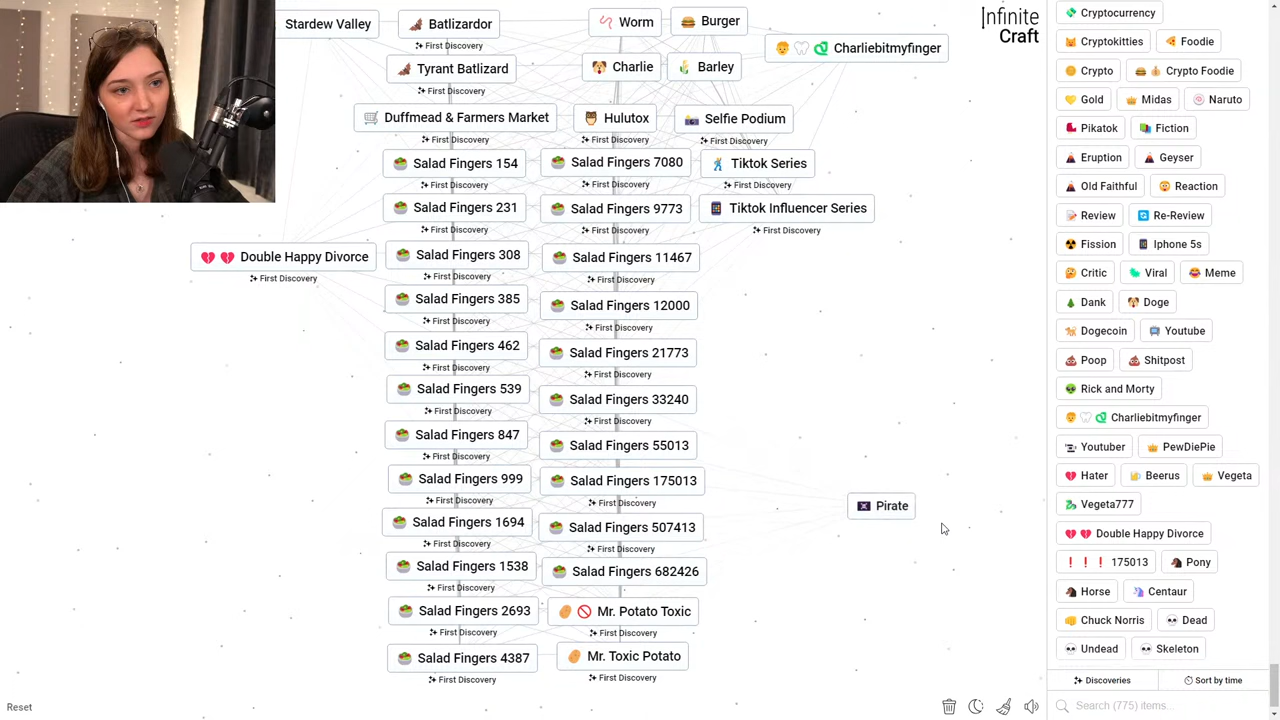 Stardew Valley
Batlizardor
First Discovery
Worm
Burger
Charliebitmyfinger
Infinite
Craft
Tyrant Batlizard
First Discovery
Charlie
Barley
Duffmead & Farmers Market
First Discovery
Hulutox
First Discovery
Selfie Podium
First Discovery
Salad Fingers 154
First Discovery
Salad Fingers 7080
First Discovery
Tiktok Series
First Discovery
Salad Fingers 231
First Discovery
Salad Fingers 9773
First Discovery
Tiktok Influencer Series
First Discovery
Double Happy Divorce
First Discovery
Salad Fingers 308
First Discovery
Salad Fingers 11467
First Discovery
Salad Fingers 385
First Discovery
Salad Fingers 12000
First Discovery
Salad Fingers 462
First Discovery
Salad Fingers 21773
First Discovery
Salad Fingers 539
First Discovery
Salad Fingers 33240
First Discovery
Salad Fingers 847
First Discovery
Salad Fingers 55013
First Discovery
Salad Fingers 999
First Discovery
Salad Fingers 175013
First Discovery
Pirate
Salad Fingers 1694
First Discovery
Salad Fingers 507413
First Discovery
Salad Fingers 1538
First Discovery
Salad Fingers 682426
First Discovery
Salad Fingers 2693
First Discovery
Mr. Potato Toxic
First Discovery
Salad Fingers 4387
First Discovery
Mr. Toxic Potato
First Discovery
Reset
Cryptocurrency
Cryptokitties Foodie
Crypto Crypto Foodie
Gold Midas Naruto
Pikatok Fiction
Eruption Geyser
Old Faithful Reaction
Review Re-Review
Fission Iphone 5s
Critic Viral Meme
Dank Doge
Dogecoin Youtube
Poop Shitpost
Rick and Morty
Charliebitmyfinger
Youtuber PewDiePie
Hater Beerus Vegeta
Vegeta777
Double Happy Divorce
❗❗ 175013 Pony
Horse Centaur
Chuck Norris Dead
Undead Skeleton
Discoveries Sort by time
Search (775) items...